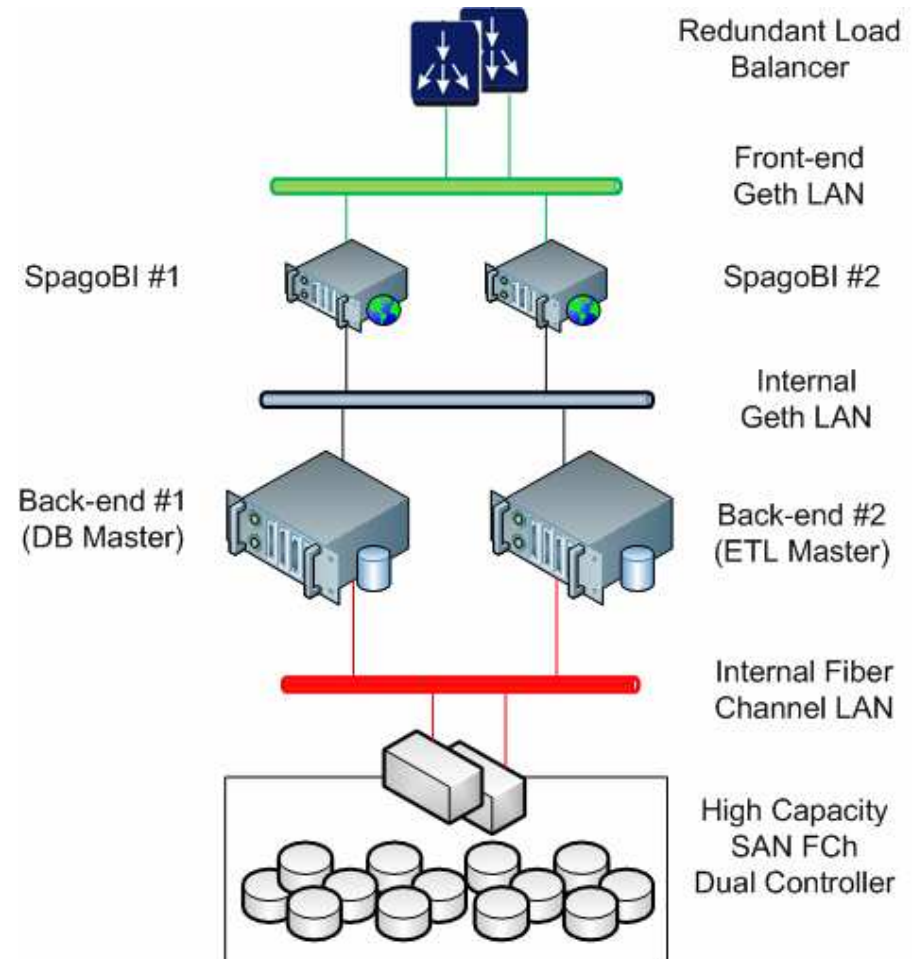 Redundant Load
Balancer
Front-end
Geth LAN
SpagoBI #1
SpagoBI #2
Internal
Geth LAN
Back-end #1
(DB Master)
Back-end #2
(ETL Master)
Internal Fiber
Channel LAN
High Capacity
SAN FCh
Dual Controller